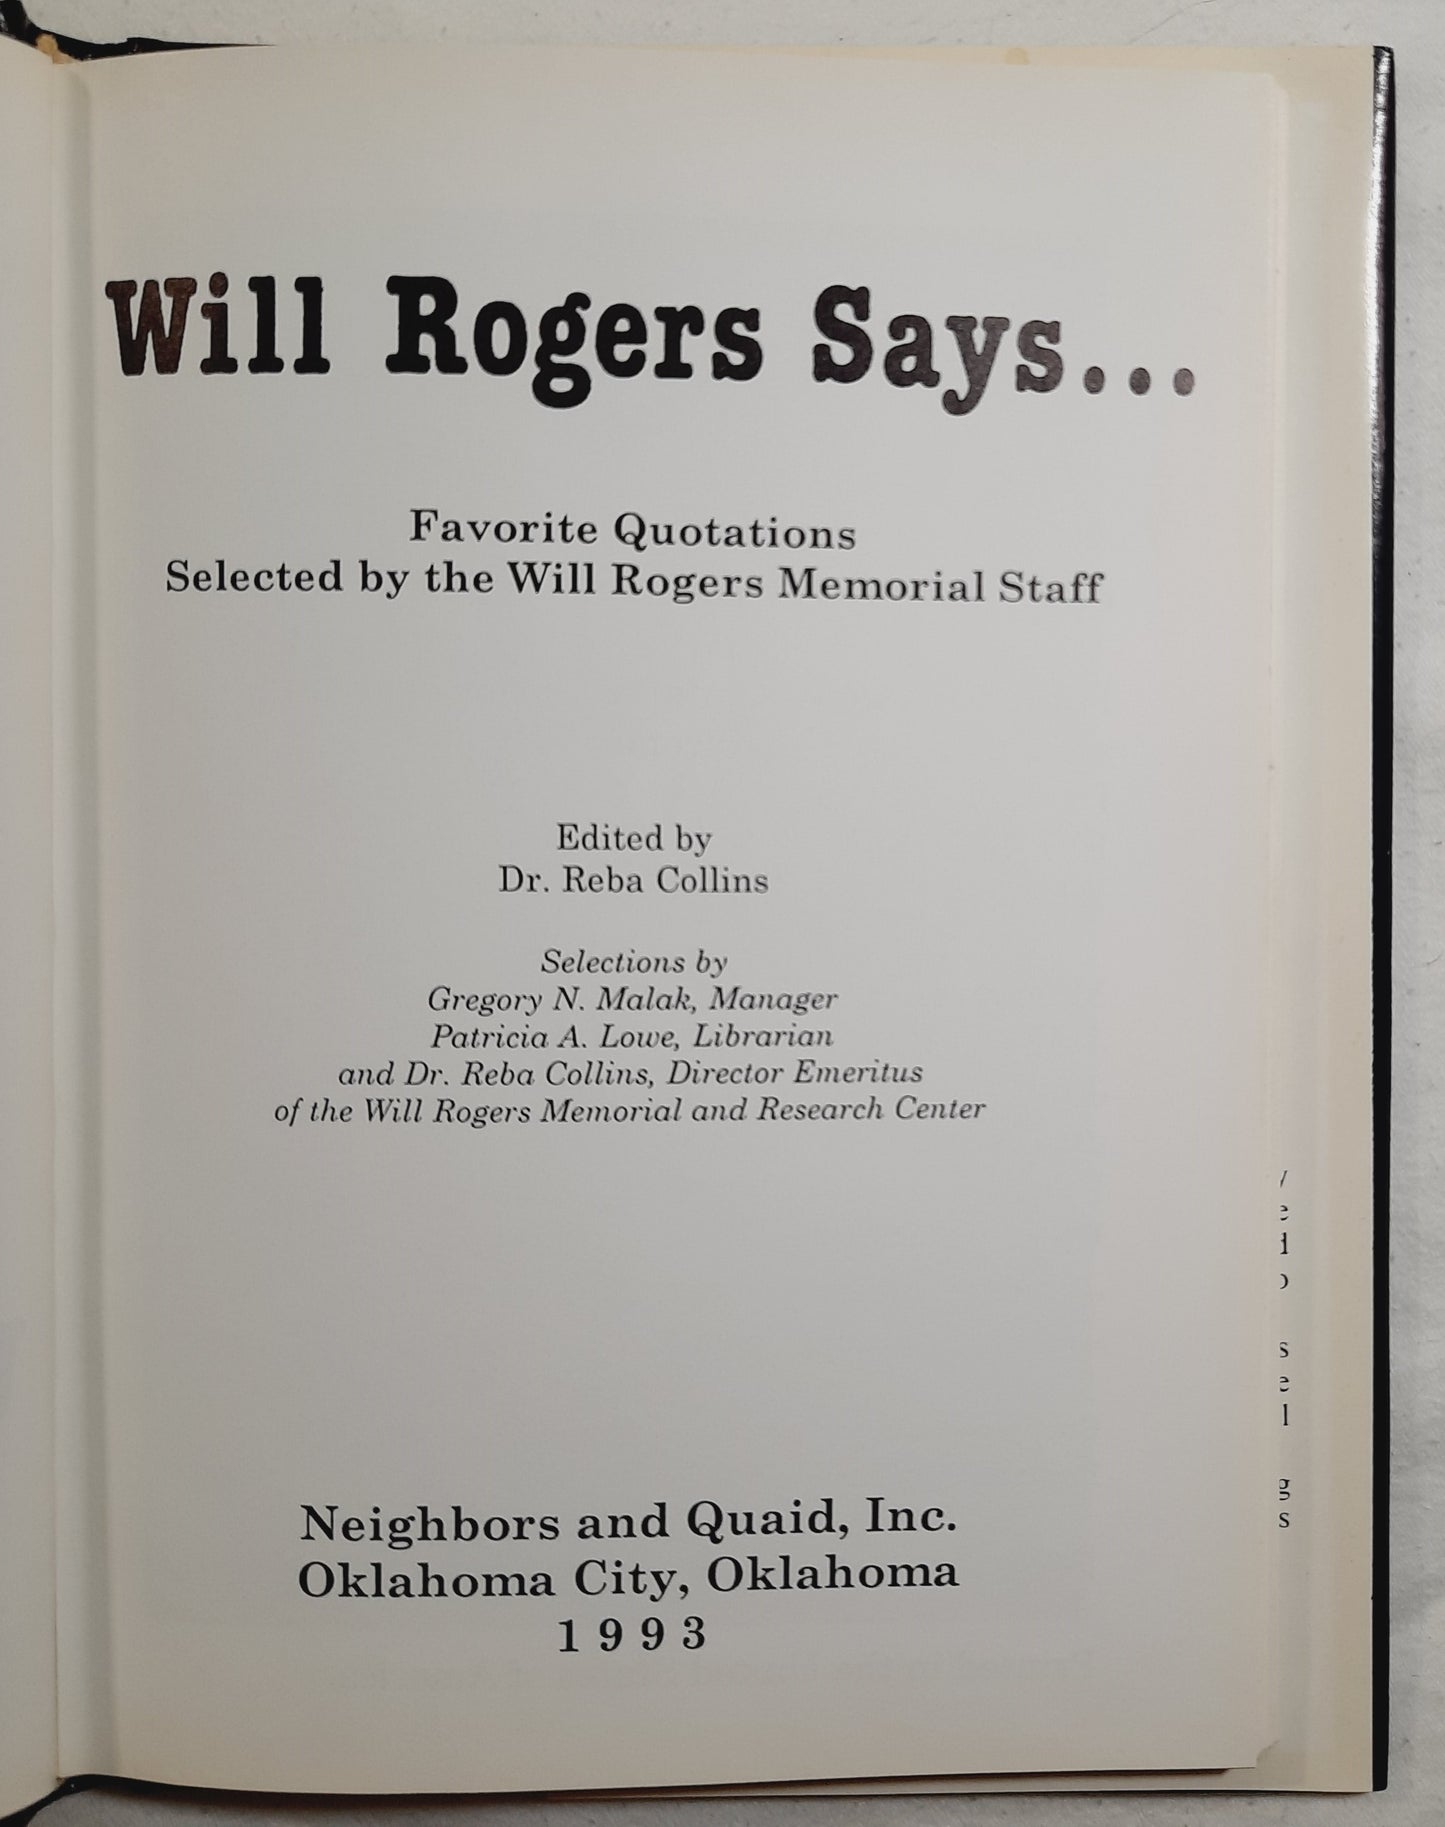 Will Rogers Says...
Favorite Quotations
Selected by the Will Rogers Memorial Staff
Edited by
Dr. Reba Collins
Selections by
Gregory N. Malak, Manager
Patricia A. Lowe, Librarian
and Dr. Reba Collins, Director Emeritus
of the Will Rogers Memorial and Research Center
Neighbors and Quaid, Inc.
Oklahoma City, Oklahoma
1993